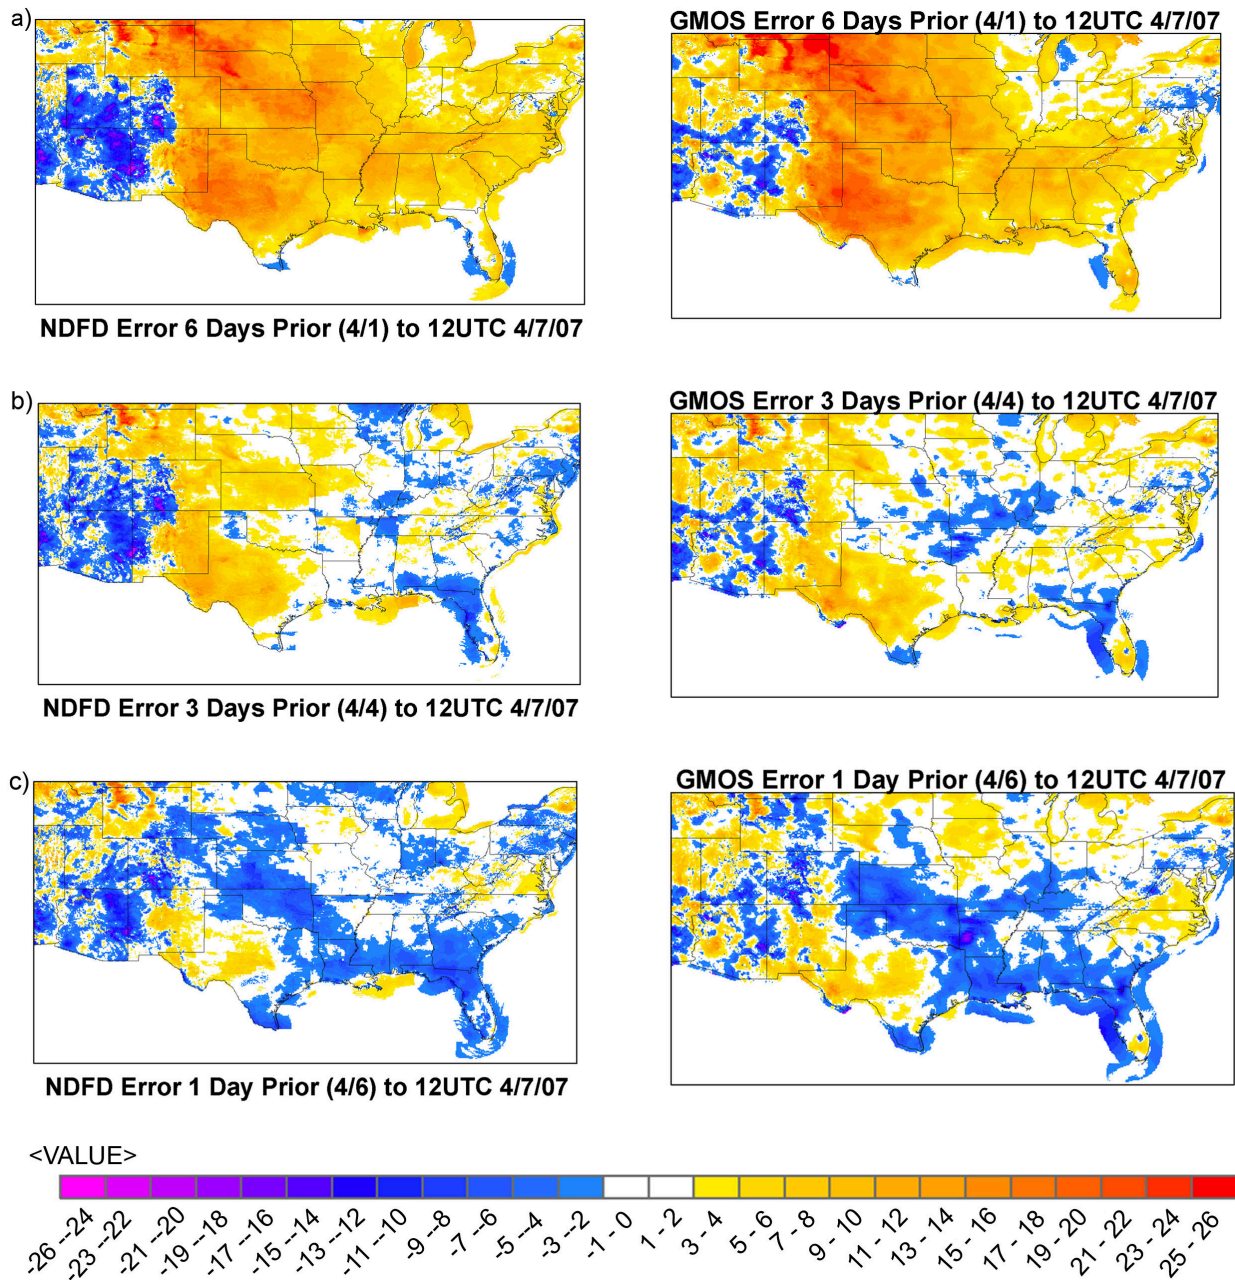 a)
GMOS Error 6 Days Prior (4/1) to 12UTC 4/7/07
NDFD Error 6 Days Prior (4/1) to 12UTC 4/7/07
b)
GMOS Error 3 Days Prior (4/4) to 12UTC 4/7/07
NDFD Error 3 Days Prior (4/4) to 12UTC 4/7/07
c)
GMOS Error 1 Day Prior (4/6) to 12UTC 4/7/07
NDFD Error 1 Day Prior (4/6) to 12UTC 4/7/07
<VALUE>
-26 --24
-23 --22
-21 --20
-19 --18
-17 --16
-15 --14
-13 --12
-11 --10
-9 --8
-7 --6
-5 --4
-3 --2
-1 - 0
1 - 2
3 - 4
5 - 6
7 - 8
9 - 10
11 - 12
13 - 14
15 - 16
17 - 18
19 - 20
21 - 22
23 - 24
25 - 26